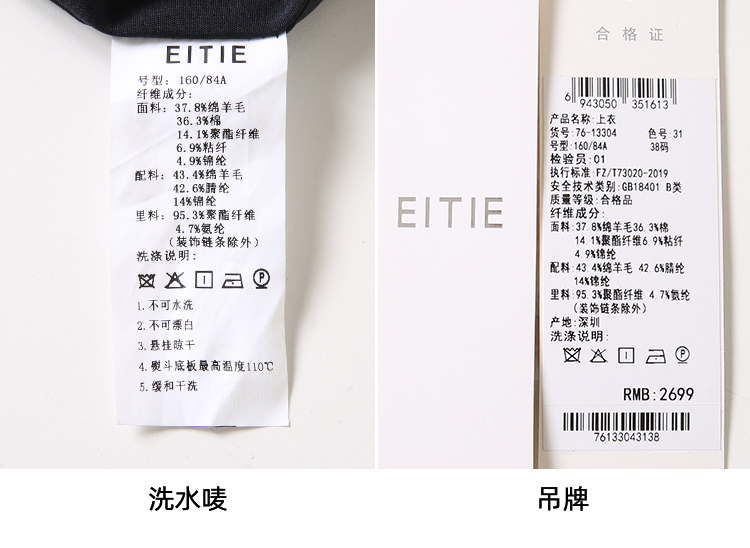 EITIE
号型: 160/84A
纤维成分:
面料: 37.8%绵羊毛
36.3%棉
14.1%聚酯纤维
6.9%粘纤
4.9%锦纶
配料: 43.4%绵羊毛
42.6%腈纶
14%锦纶
里料: 95.3%聚酯纤维
4.7%氨纶
(装饰链条除外)
洗涤说明:
P
1.不可水洗
2.不可漂白
3.悬挂晾干
4.熨斗底板最高温度110℃
5.缓和干洗
洗水唛
EITIE
合格证
6 943050 351613
产品名称:上衣
货号:76-13304 色号:31
号型:160/84A 38码
检验员:01
执行标准:FZ/T73020-2019
安全技术类别:GB18401 B类
质量等级:合格品
纤维成分:
面料:37.8%绵羊毛36.3%棉
14.1%聚酯纤维6.9%粘纤
4.9%锦纶
配料:43.4%绵羊毛 42.6%腈纶
14%锦纶
里料:95.3%聚酯纤维 4.7%氨纶
(装饰链条除外)
产地:深圳
洗涤说明:
P
RMB:2699
76133043138
吊牌